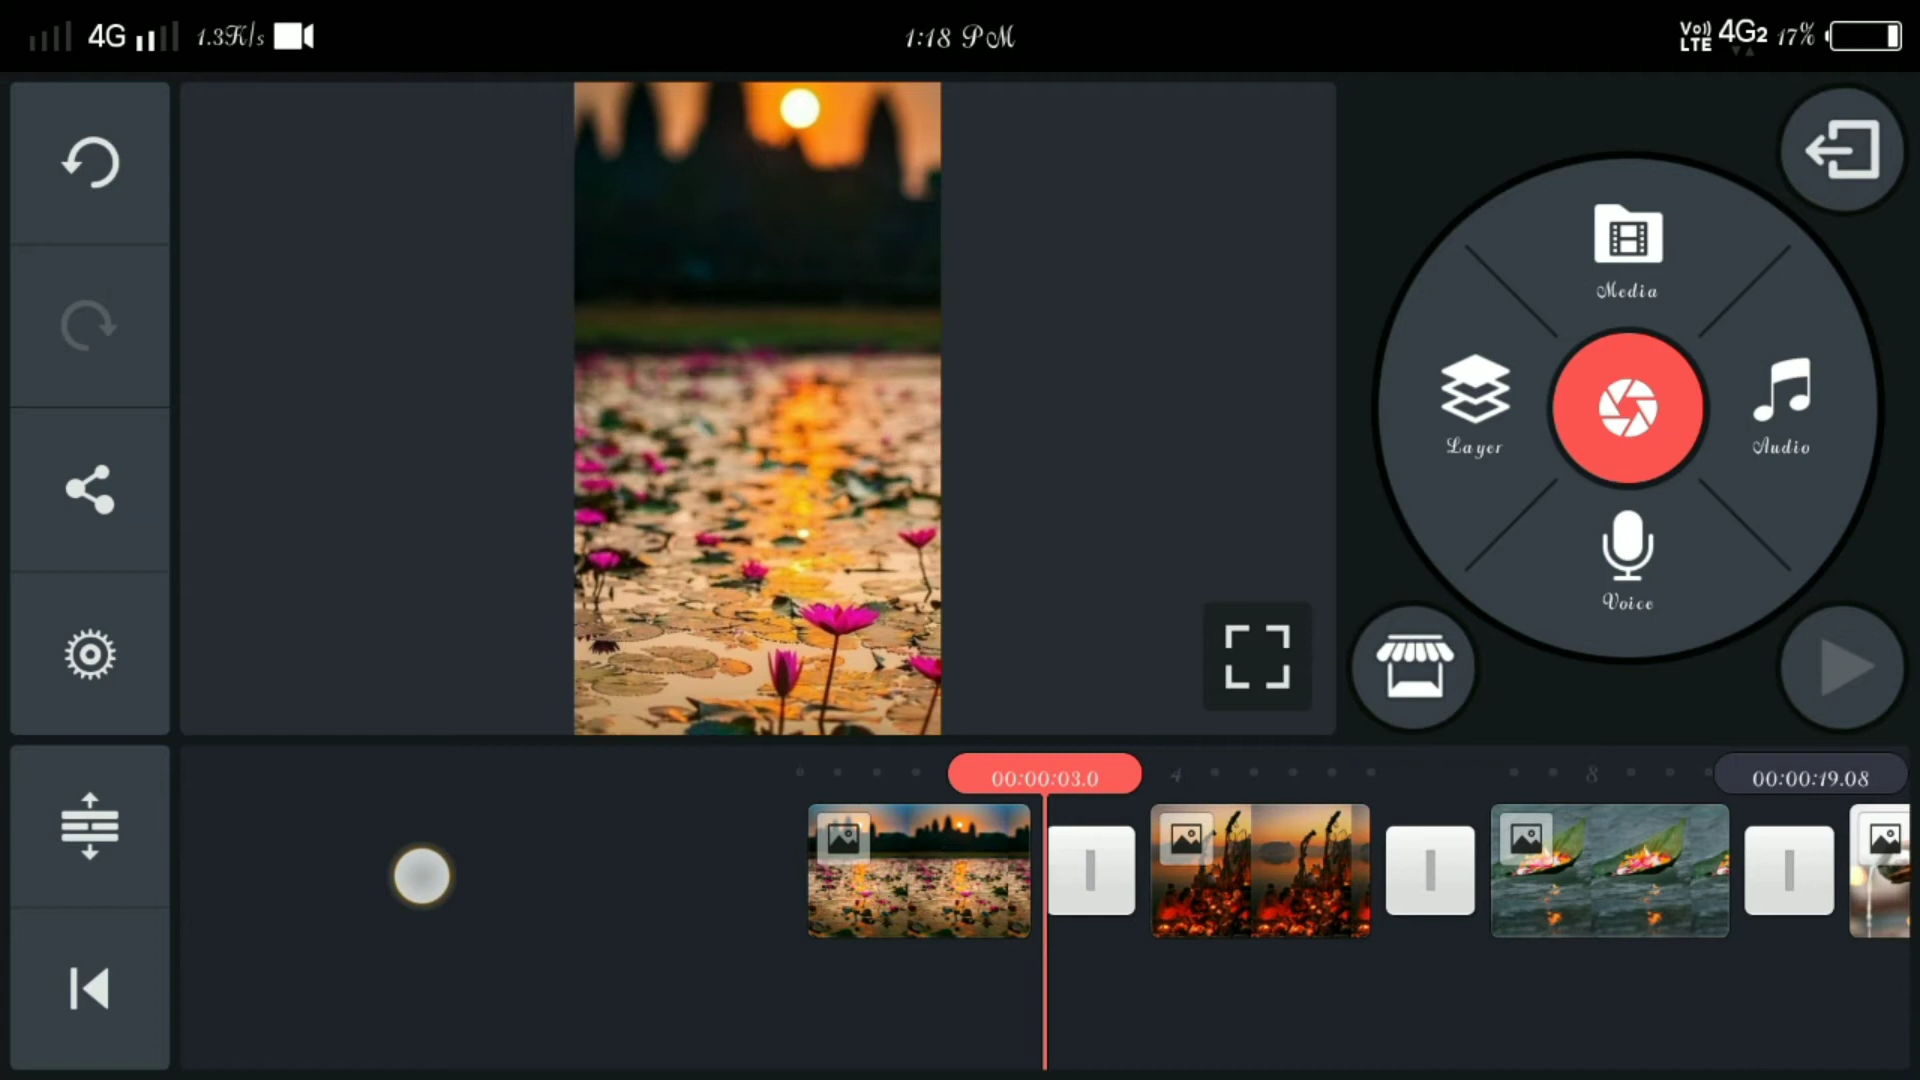 4G 1.3K/s 1:18 PM Vo)) LTE 4G2 17%
Media
Layer
Audio
Voice
00:00:03.0 4 8 00:00:19.08